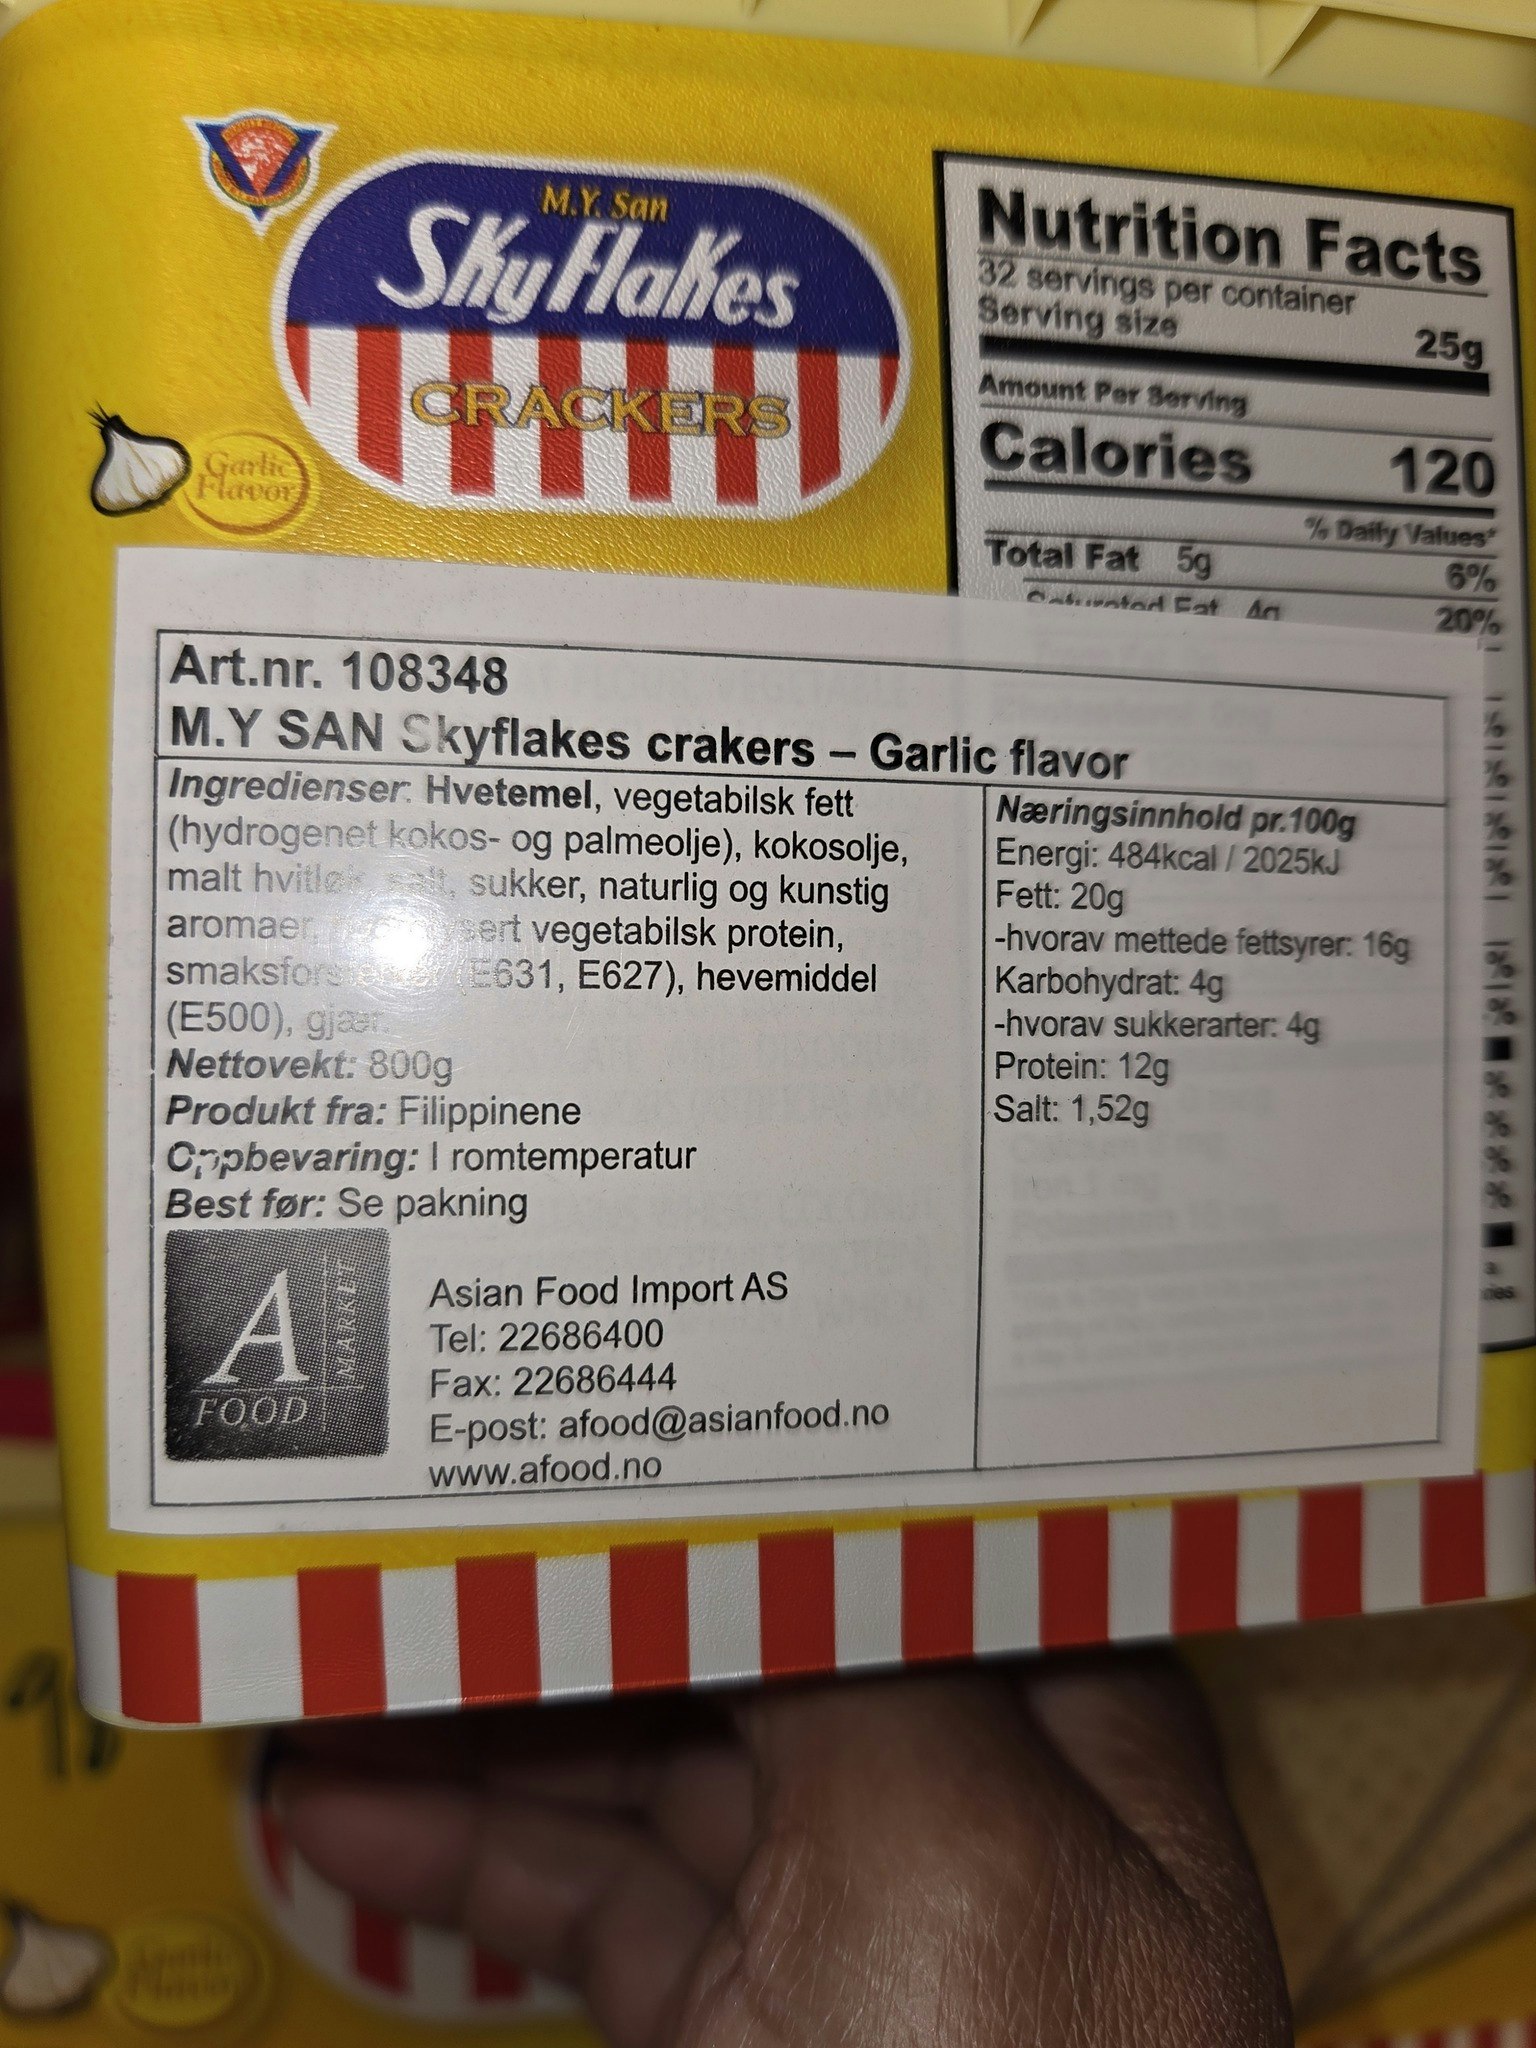 M.Y. San
SkyFlakes
CRACKERS
Garlic
Flavor
Nutrition Facts
32 servings per container
Serving size 25g
Amount Per Serving
Calories 120
% Daily Values*
Total Fat 5g 6%
Saturated Fat 4g 20%
Art.nr. 108348
M.Y SAN Skyflakes crakers – Garlic flavor
Ingredienser: Hvetemel, vegetabilsk fett
(hydrogenet kokos- og palmeolje), kokosolje,
malt hvitløk, salt, sukker, naturlig og kunstig
aromaer, vegetabilsk protein,
(E631, E627), hevemiddel
(E500), gjær.
Nettovekt: 800g
Produkt fra: Filippinene
Oppbevaring: I romtemperatur
Best før: Se pakning
Næringsinnhold pr.100g
Energi: 484kcal / 2025kJ
Fett: 20g
-hvorav mettede fettsyrer: 16g
Karbohydrat: 4g
-hvorav sukkerarter: 4g
Protein: 12g
Salt: 1,52g
A
FOOD
MARKET
Asian Food Import AS
Tel: 22686400
Fax: 22686444
E-post: afood@asianfood.no
www.afood.no